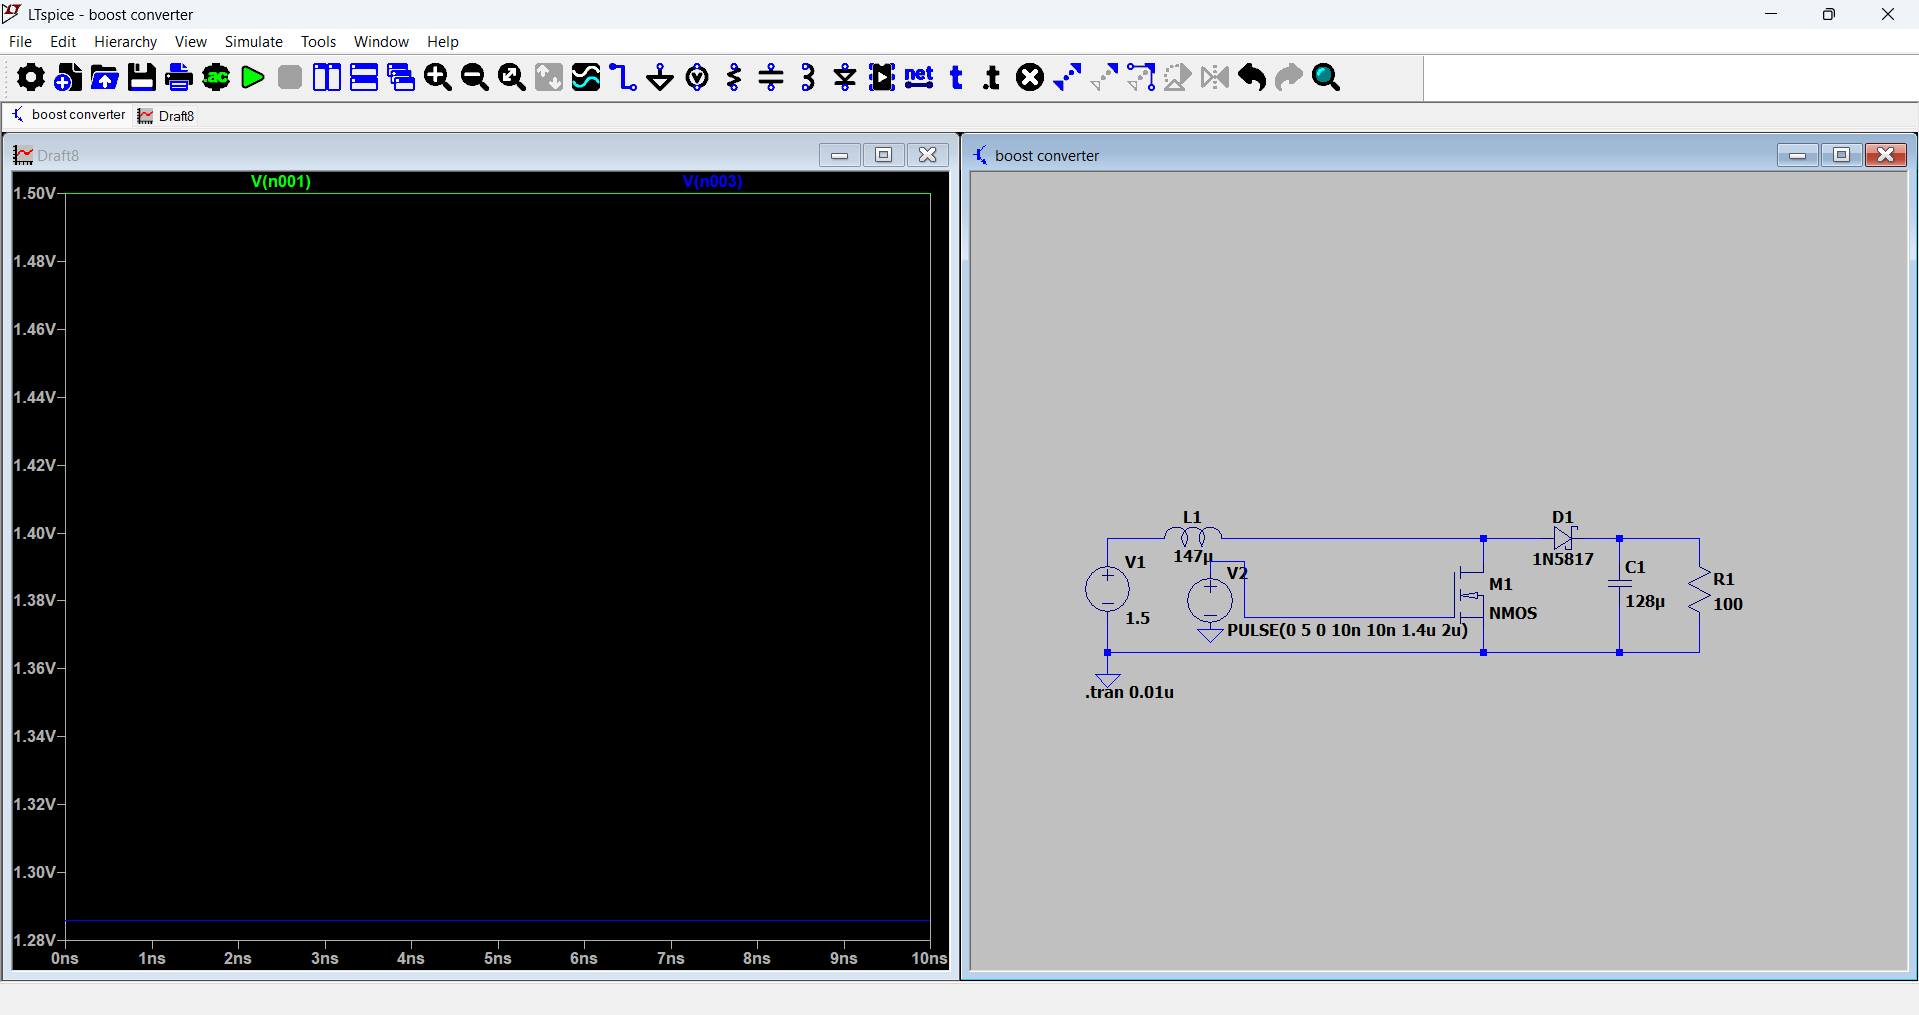 LTspice - boost converter
File Edit Hierarchy View Simulate Tools Window Help
.ac net t .t
boost converter Draft8
Draft8
V(n001) V(n003)
1.50V
1.48V
1.46V
1.44V
1.42V
1.40V
1.38V
1.36V
1.34V
1.32V
1.30V
1.28V
0ns 1ns 2ns 3ns 4ns 5ns 6ns 7ns 8ns 9ns 10ns
boost converter
L1
147µ
V1
1.5
V2
PULSE(0 5 0 10n 10n 1.4u 2u)
M1
NMOS
D1
1N5817
C1
128µ
R1
100
.tran 0.01u